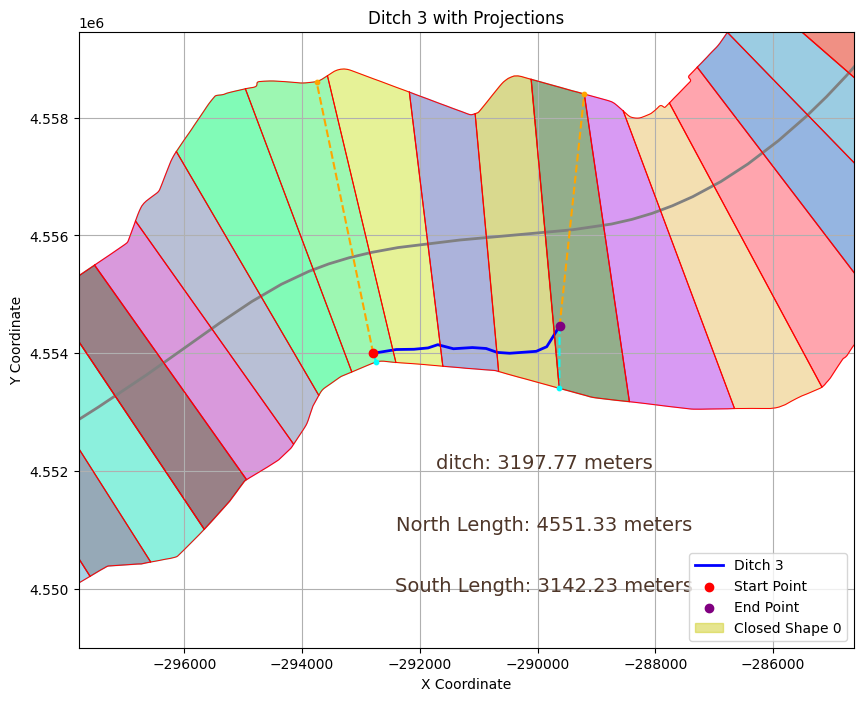 Ditch 3 with Projections
1e6
4.558
4.556
4.554
4.552
4.550
Y Coordinate
ditch: 3197.77 meters
North Length: 4551.33 meters
South Length: 3142.23 meters
Ditch 3
Start Point
End Point
Closed Shape 0
−296000 −294000 −292000 −290000 −288000 −286000
X Coordinate